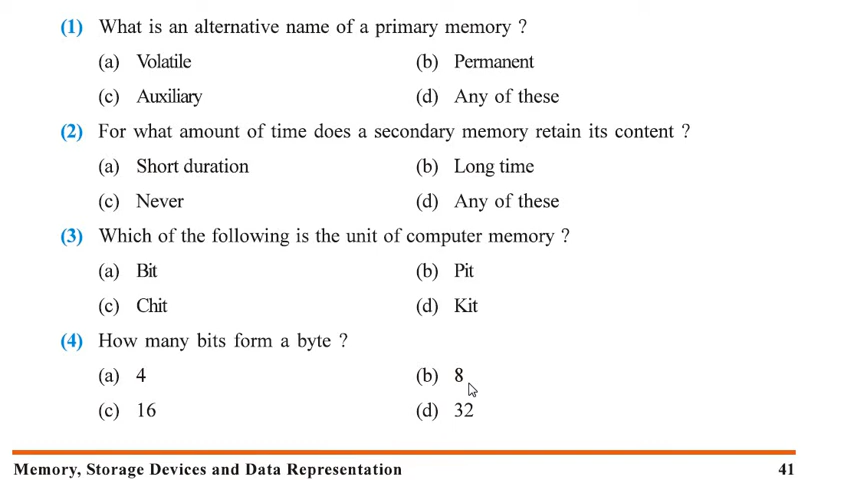 (1) What is an alternative name of a primary memory ?
(a) Volatile (b) Permanent
(c) Auxiliary (d) Any of these
(2) For what amount of time does a secondary memory retain its content ?
(a) Short duration (b) Long time
(c) Never (d) Any of these
(3) Which of the following is the unit of computer memory ?
(a) Bit (b) Pit
(c) Chit (d) Kit
(4) How many bits form a byte ?
(a) 4 (b) 8
(c) 16 (d) 32
Memory, Storage Devices and Data Representation 41